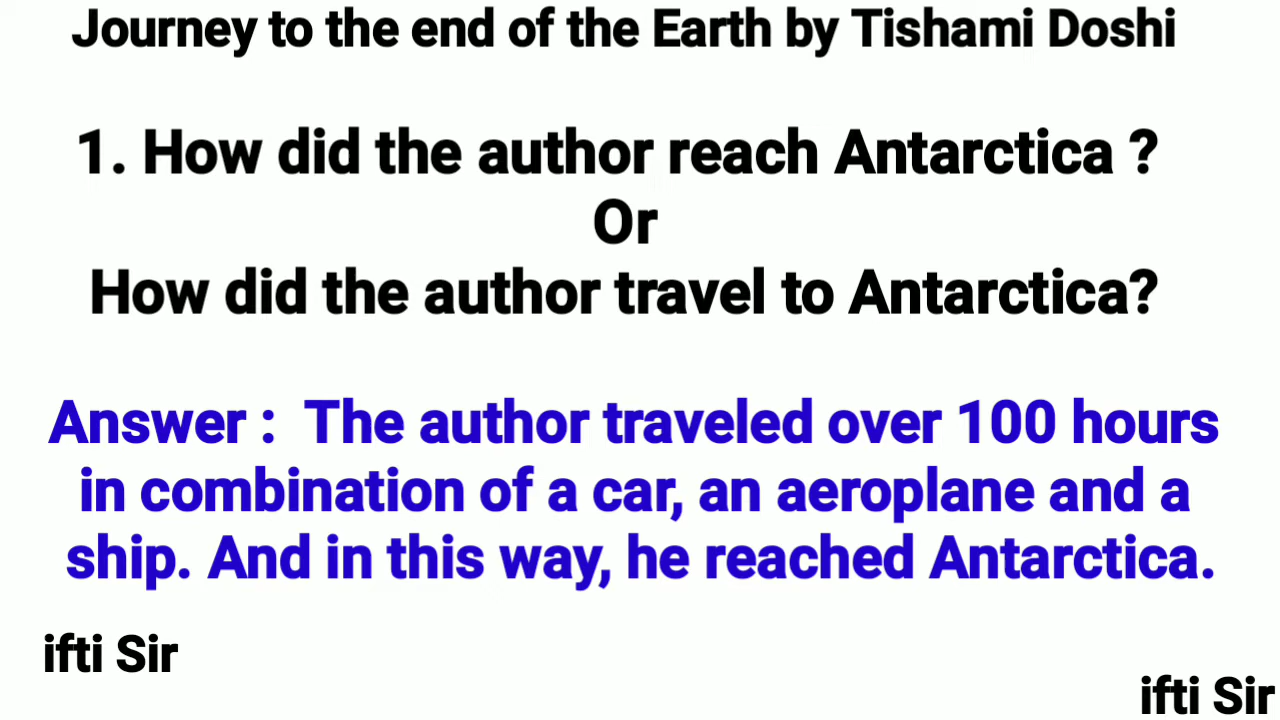 Journey to the end of the Earth by Tishami Doshi
1. How did the author reach Antarctica ?
Or
How did the author travel to Antarctica?
Answer : The author traveled over 100 hours
in combination of a car, an aeroplane and a
ship. And in this way, he reached Antarctica.
ifti Sir
ifti Sir